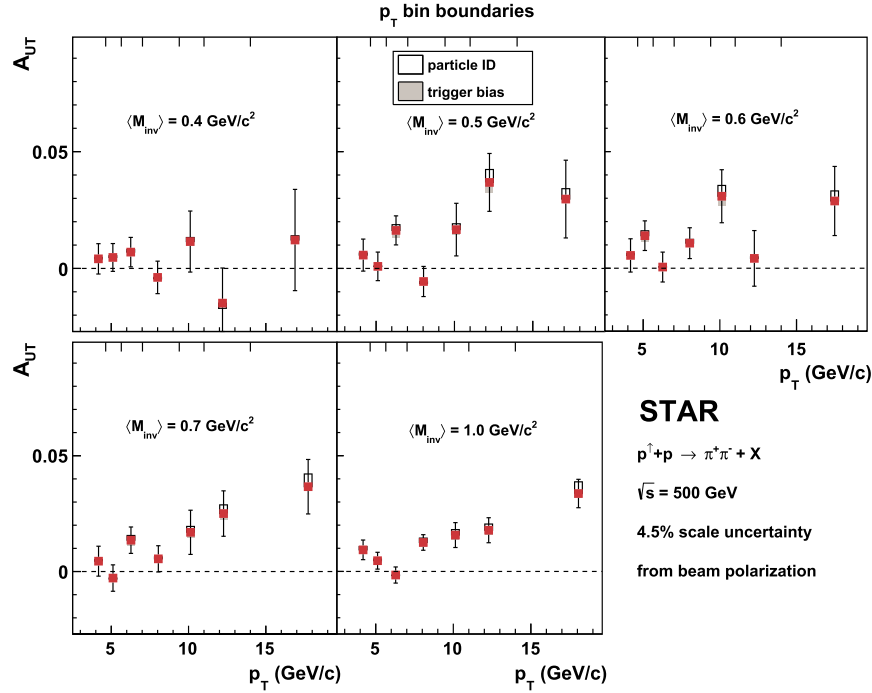 p_T bin boundaries
A_UT
particle ID
trigger bias
⟨M_inv⟩ = 0.4 GeV/c²
⟨M_inv⟩ = 0.5 GeV/c²
⟨M_inv⟩ = 0.6 GeV/c²
0.05
0
5 10 15
p_T (GeV/c)
A_UT
⟨M_inv⟩ = 0.7 GeV/c²
⟨M_inv⟩ = 1.0 GeV/c²
0.05
0
5 10 15
5 10 15
p_T (GeV/c)
p_T (GeV/c)
STAR
p↑+p → π⁺π⁻ + X
√s = 500 GeV
4.5% scale uncertainty
from beam polarization